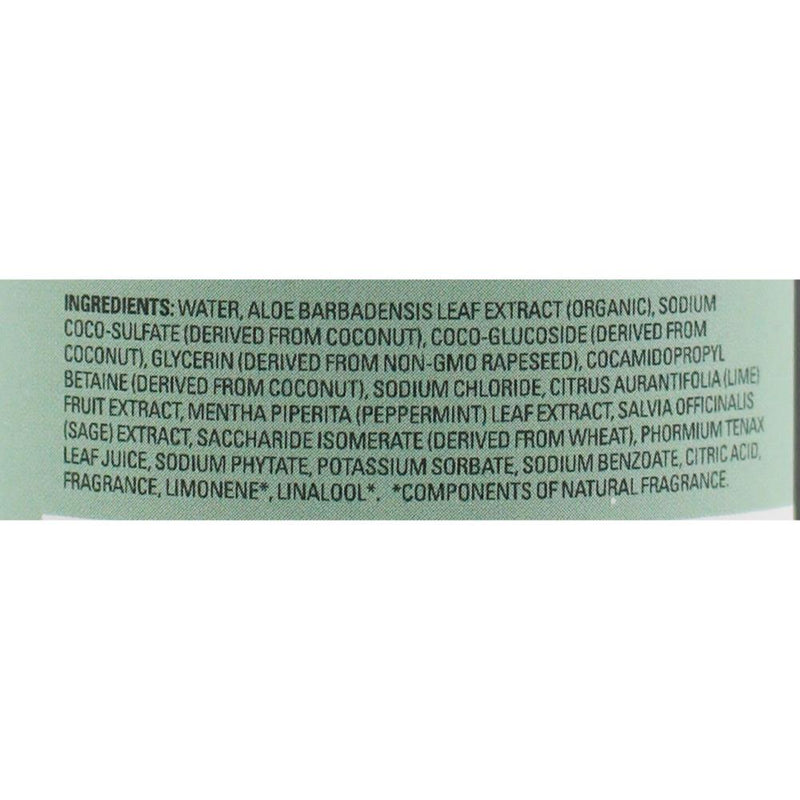 INGREDIENTS: WATER, ALOE BARBADENSIS LEAF EXTRACT (ORGANIC), SODIUM
COCO-SULFATE (DERIVED FROM COCONUT), COCO-GLUCOSIDE (DERIVED FROM
COCONUT), GLYCERIN (DERIVED FROM NON-GMO RAPESEED), COCAMIDOPROPYL
BETAINE (DERIVED FROM COCONUT), SODIUM CHLORIDE, CITRUS AURANTIFOLIA (LIME)
FRUIT EXTRACT, MENTHA PIPERITA (PEPPERMINT) LEAF EXTRACT, SALVIA OFFICINALIS
(SAGE) EXTRACT, SACCHARIDE ISOMERATE (DERIVED FROM WHEAT), PHORMIUM TENAX
LEAF JUICE, SODIUM PHYTATE, POTASSIUM SORBATE, SODIUM BENZOATE, CITRIC ACID,
FRAGRANCE, LIMONENE*, LINALOOL*. *COMPONENTS OF NATURAL FRAGRANCE.